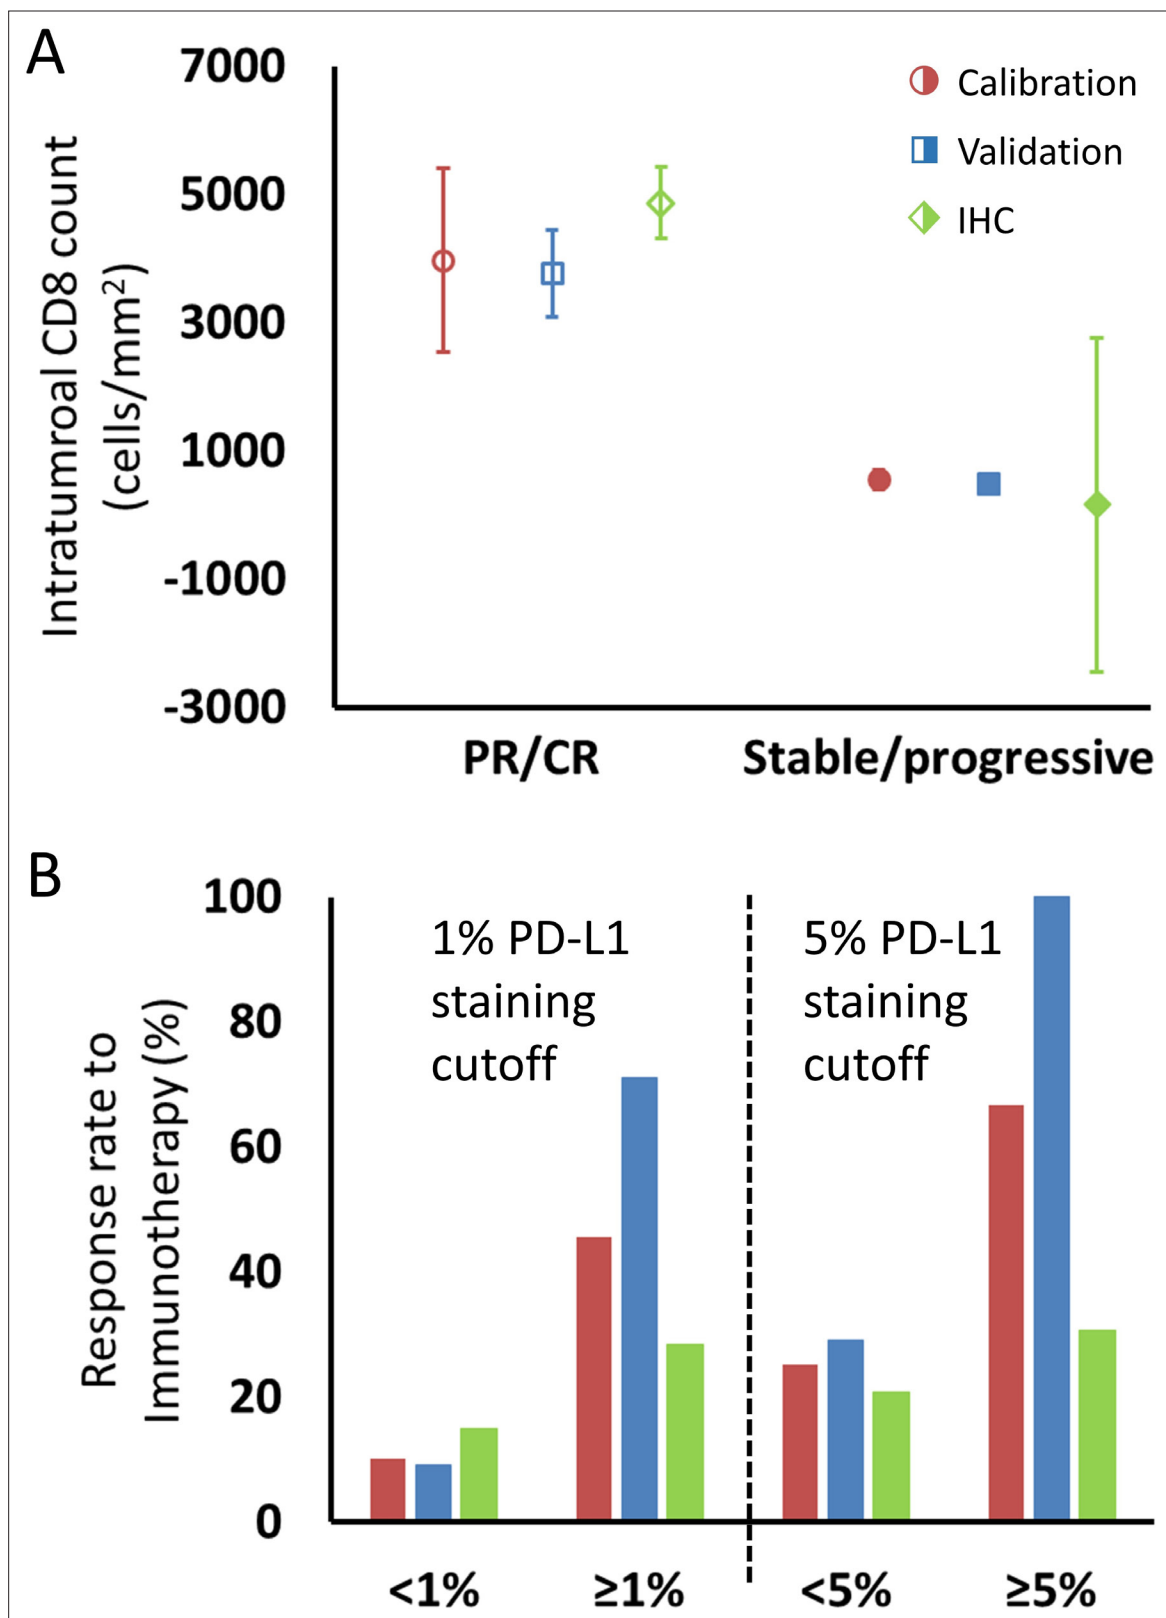 A
7000
5000
3000
1000
-1000
-3000
Intratumroal CD8 count
(cells/mm²)
Calibration
Validation
IHC
PR/CR
Stable/progressive
B
100
80
60
40
20
0
Response rate to
Immunotherapy (%)
1% PD-L1
staining
cutoff
5% PD-L1
staining
cutoff
<1%
≥1%
<5%
≥5%